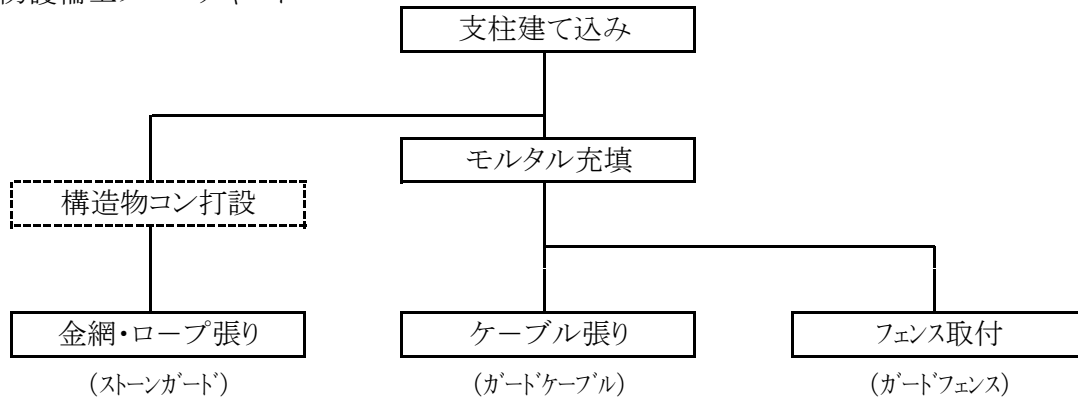 支柱建て込み
モルタル充填
構造物コン打設
金網・ロープ張り
ケーブル張り
フェンス取付
(ストーンガード)
(ガードケーブル)
(ガードフェンス)